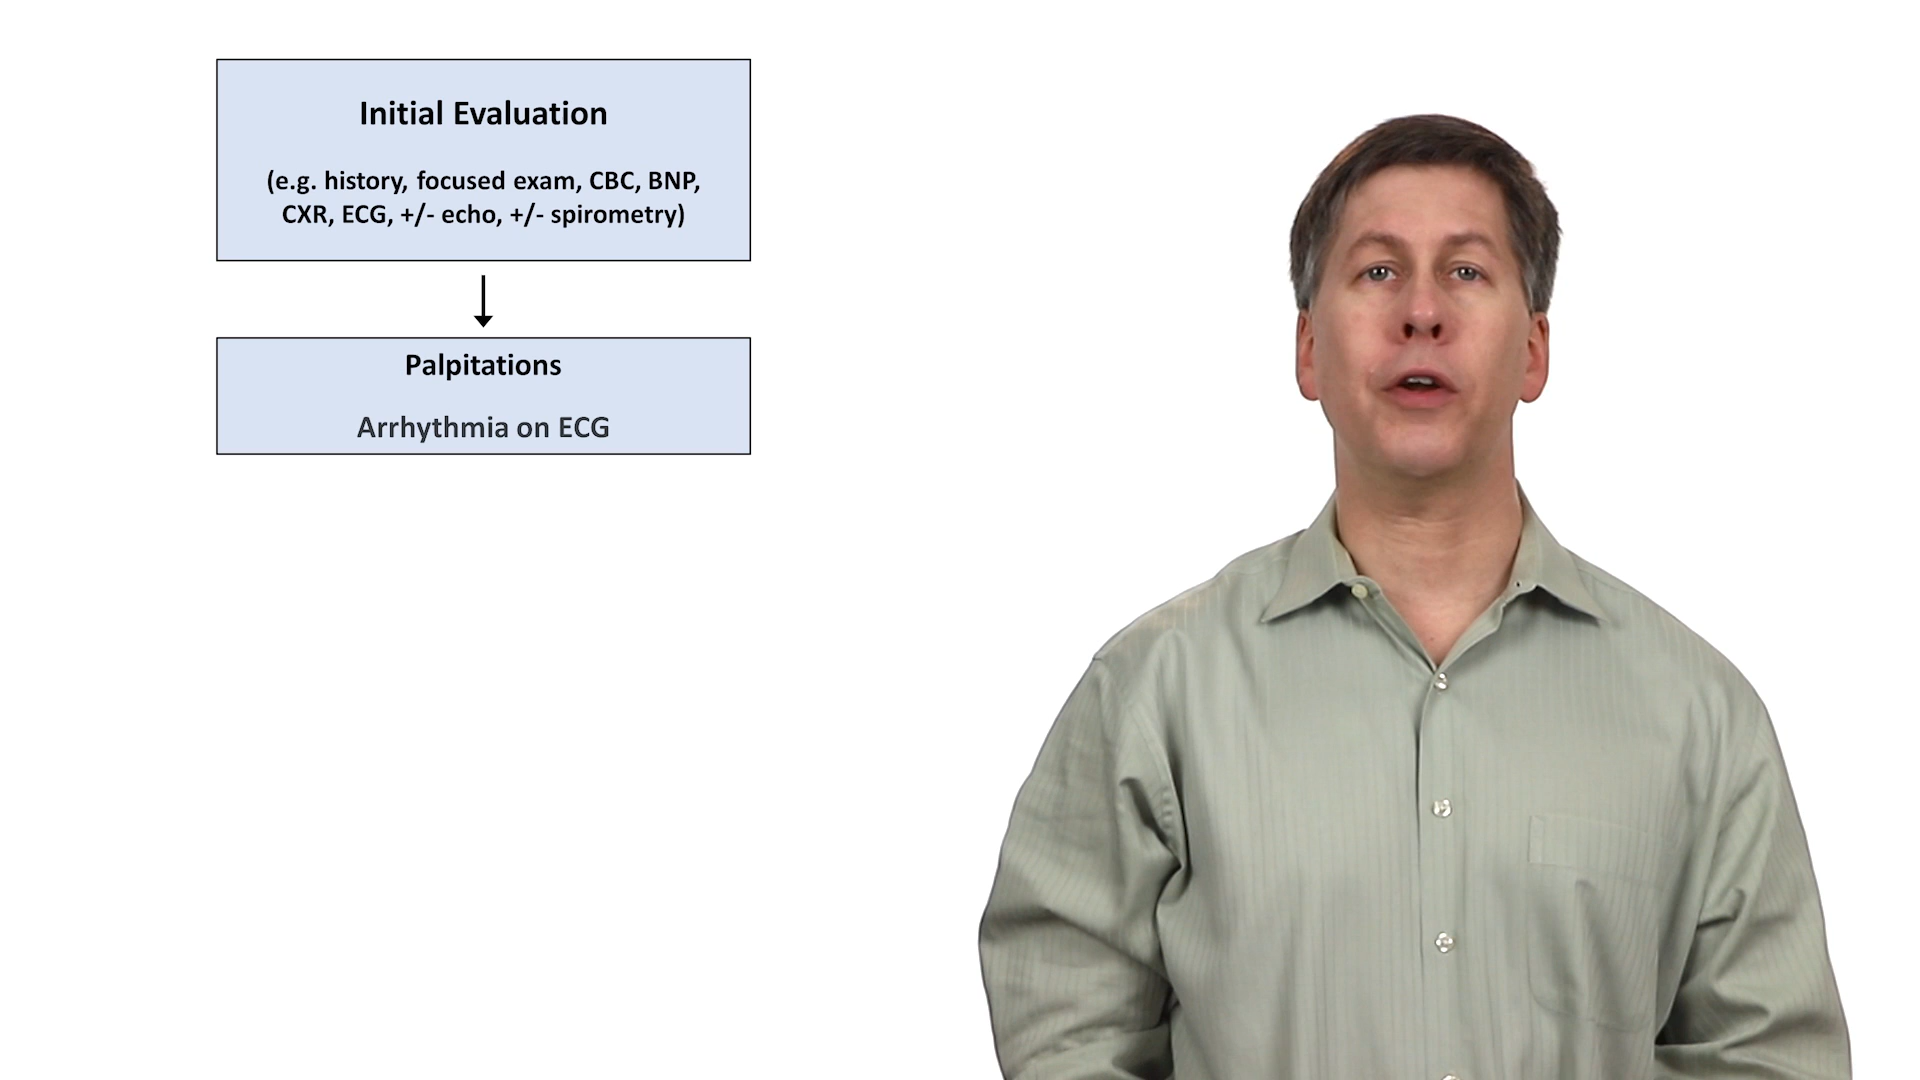 Initial Evaluation
(e.g. history, focused exam, CBC, BNP,
CXR, ECG, +/- echo, +/- spirometry)
Palpitations
Arrhythmia on ECG